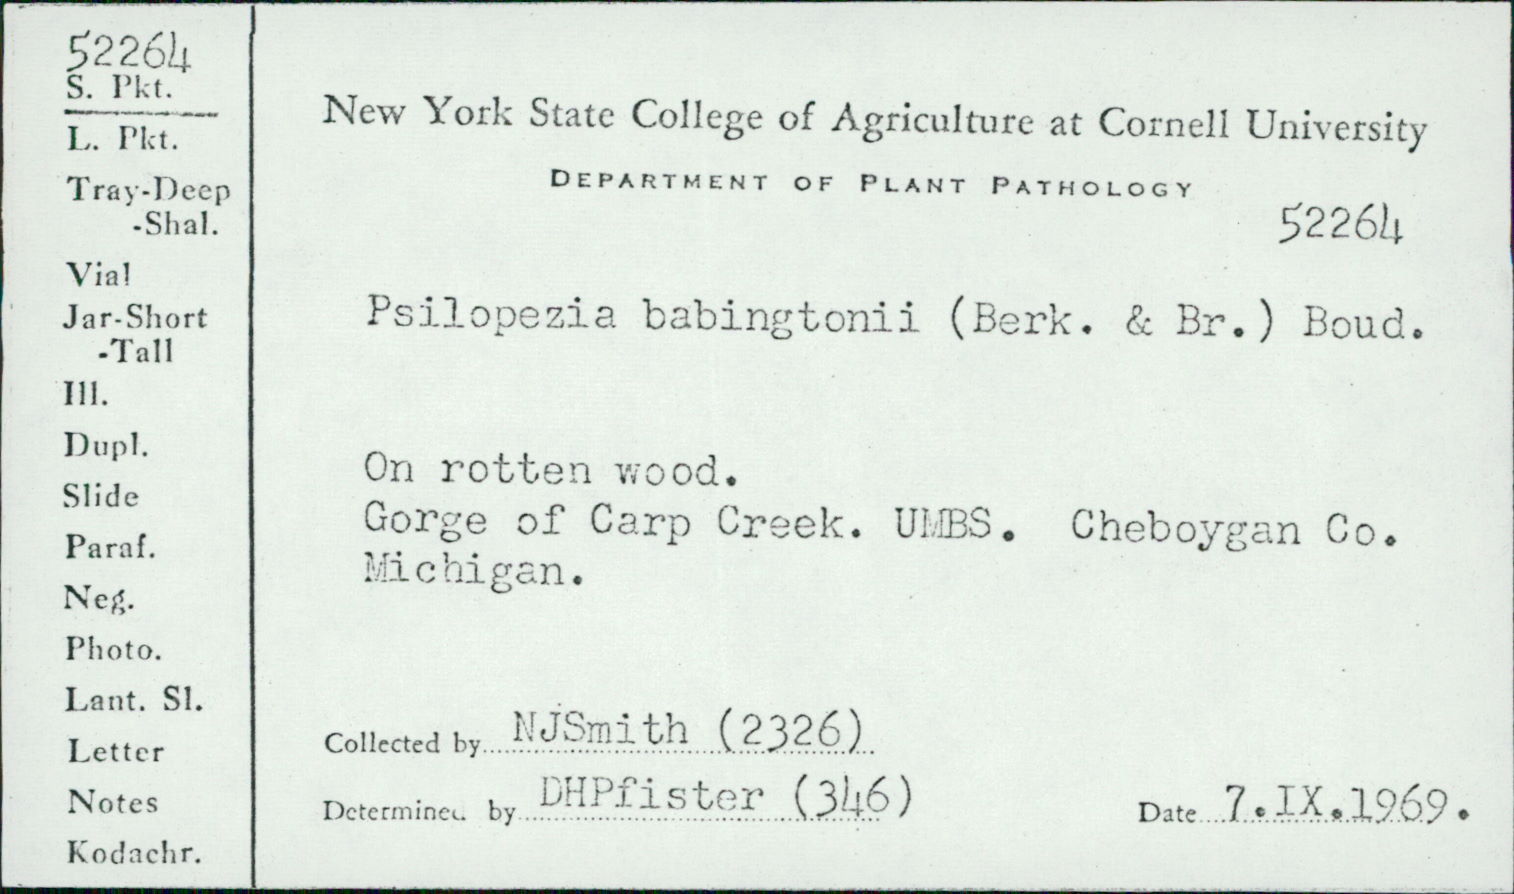 52264
S. Pkt.
L. Pkt.
Tray-Deep
-Shal.
Vial
Jar-Short
-Tall
Ill.
Dupl.
Slide
Paraf.
Neg.
Photo.
Lant. Sl.
Letter
Notes
Kodachr.
New York State College of Agriculture at Cornell University
DEPARTMENT OF PLANT PATHOLOGY
52264
Psilopezia babingtonii (Berk. & Br.) Boud.
On rotten wood.
Gorge of Carp Creek. UMBS. Cheboygan Co.
Michigan.
Collected by NJSmith (2326)
Determined by DHPfister (346)
Date 7.IX.1969.